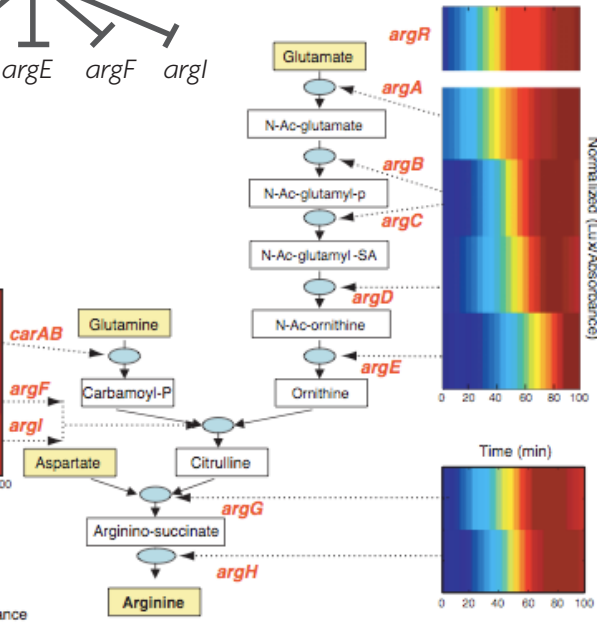 argE argF argI
argR
Glutamate
argA
N-Ac-glutamate
argB
N-Ac-glutamyl-p
argC
N-Ac-glutamyl -SA
argD
N-Ac-ornithine
argE
Ornithine
Normalized (Lux/Absorbance)
0 20 40 60 80 100
carAB
Glutamine
Carbamoyl-P
argF
argI
Aspartate
Citrulline
argG
Arginino-succinate
argH
Arginine
Time (min)
0 20 40 60 80 100
00
ance